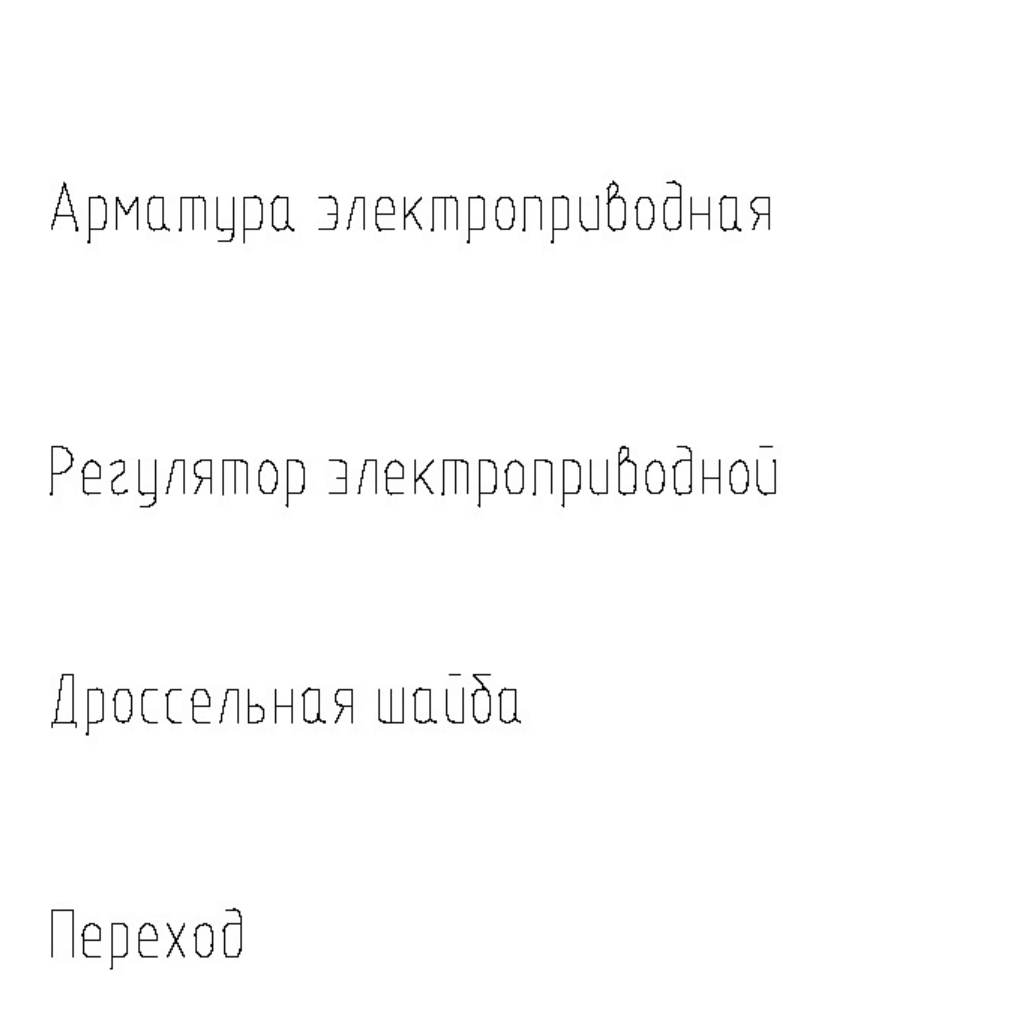 Арматура электроприводная
Регулятор электроприводной
Дроссельная шайба
Переход